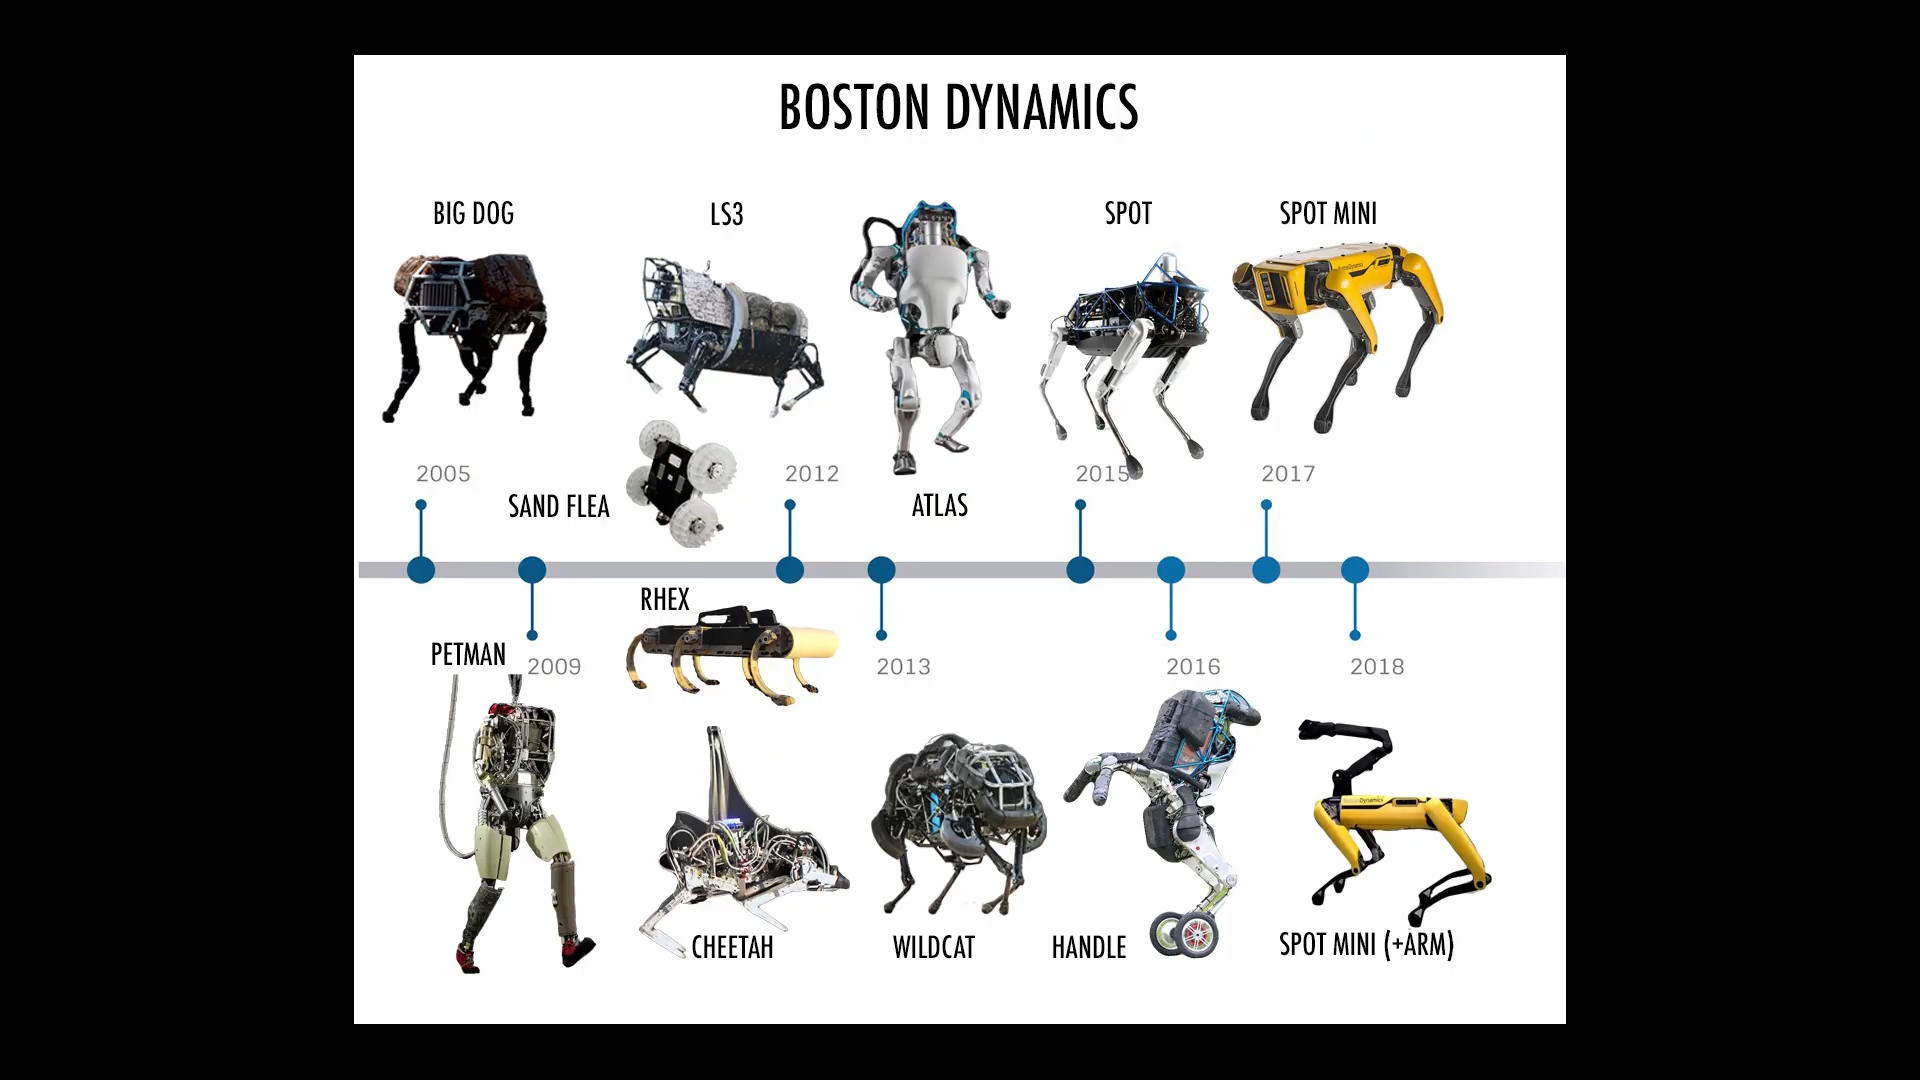 BOSTON DYNAMICS
BIG DOG
LS3
SPOT
SPOT MINI
2005
2012
2015
2017
SAND FLEA
ATLAS
RHEX
PETMAN
2009
2013
2016
2018
Dynamics
CHEETAH
WILDCAT
HANDLE
SPOT MINI (+ARM)